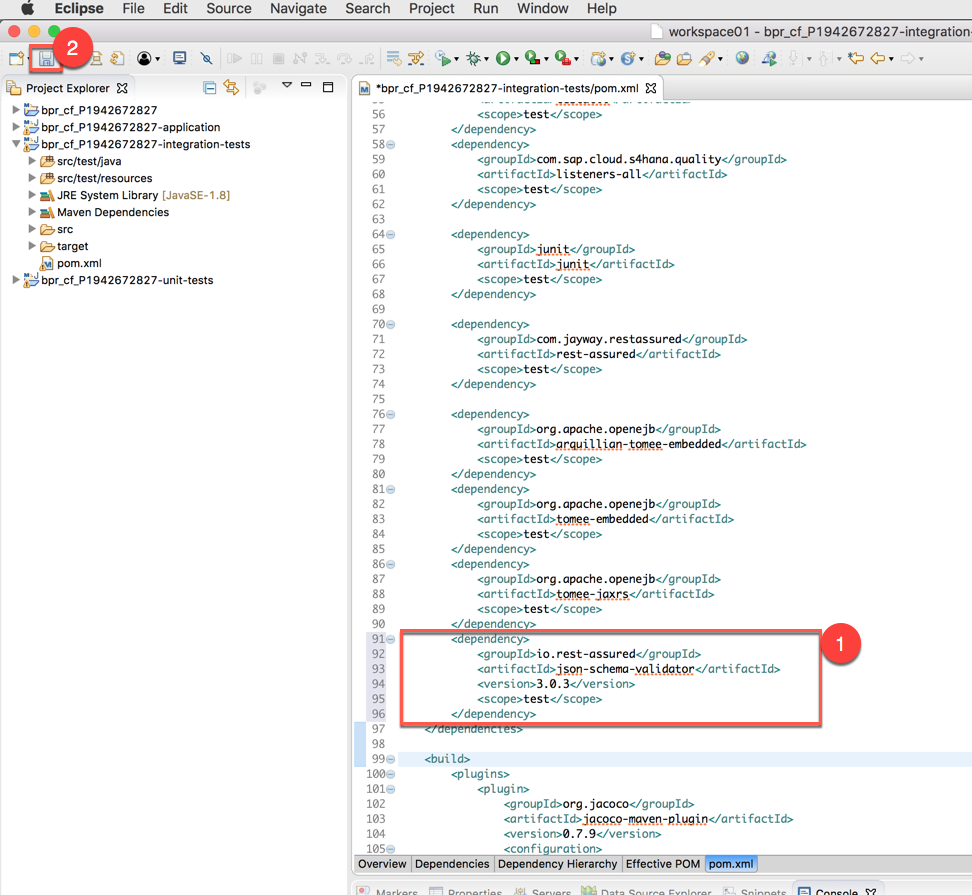 Eclipse File Edit Source Navigate Search Project Run Window Help
workspace01 - bpr_cf_P1942672827-integration-
2
Project Explorer
bpr_cf_P1942672827
bpr_cf_P1942672827-application
bpr_cf_P1942672827-integration-tests
src/test/java
src/test/resources
JRE System Library [JavaSE-1.8]
Maven Dependencies
src
target
pom.xml
bpr_cf_P1942672827-unit-tests
*bpr_cf_P1942672827-integration-tests/pom.xml
56 <scope>test</scope>
57 </dependency>
58 <dependency>
59 <groupId>com.sap.cloud.s4hana.quality</groupId>
60 <artifactId>listeners-all</artifactId>
61 <scope>test</scope>
62 </dependency>
63
64 <dependency>
65 <groupId>junit</groupId>
66 <artifactId>junit</artifactId>
67 <scope>test</scope>
68 </dependency>
69
70 <dependency>
71 <groupId>com.jayway.restassured</groupId>
72 <artifactId>rest-assured</artifactId>
73 <scope>test</scope>
74 </dependency>
75
76 <dependency>
77 <groupId>org.apache.openejb</groupId>
78 <artifactId>arquillian-tomee-embedded</artifactId>
79 <scope>test</scope>
80 </dependency>
81 <dependency>
82 <groupId>org.apache.openejb</groupId>
83 <artifactId>tomee-embedded</artifactId>
84 <scope>test</scope>
85 </dependency>
86 <dependency>
87 <groupId>org.apache.openejb</groupId>
88 <artifactId>tomee-jaxrs</artifactId>
89 <scope>test</scope>
90 </dependency>
91 <dependency>
92 <groupId>io.rest-assured</groupId>
93 <artifactId>json-schema-validator</artifactId>
94 <version>3.0.3</version>
95 <scope>test</scope>
96 </dependency>
1
97 </dependencies>
98
99 <build>
100 <plugins>
101 <plugin>
102 <groupId>org.jacoco</groupId>
103 <artifactId>jacoco-maven-plugin</artifactId>
104 <version>0.7.9</version>
105 <configuration>
Overview Dependencies Dependency Hierarchy Effective POM pom.xml
Markers Properties Servers Data Source Explorer Snippets Console